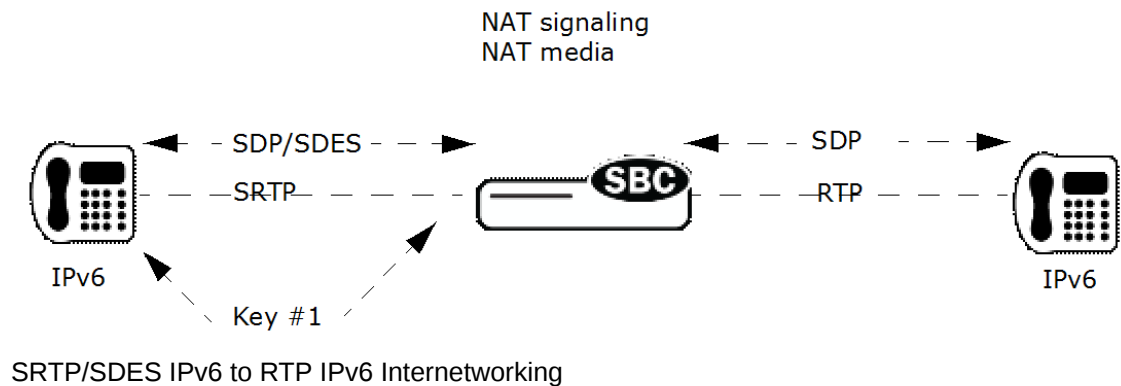 NAT signaling
NAT media
SDP/SDES
SDP
SRTP
SBC
RTP
IPv6
IPv6
Key #1
SRTP/SDES IPv6 to RTP IPv6 Internetworking